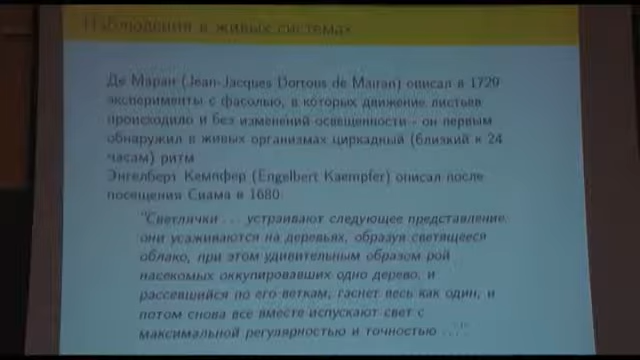 Наблюдения в живых системах
Де Маран (Jean-Jacques Dortous de Mairan) описал в 1729
эксперименты с фасолью, в которых движение листьев
происходило и без изменений освещенности - он первым
обнаружил в живых организмах циркадный (близкий к 24
часам) ритм
Энгелберт Кемпфер (Engelbert Kaempfer) описал после
посещения Сиама в 1680:
"Светлячки . . . устраивают следующее представление:
они усаживаются на деревьях, образуя светящееся
облако, при этом удивительным образом рой
насекомых оккупировавших одно дерево, и
рассевшийся по его веткам, гаснет весь как один, и
потом снова все вместе испускают свет с
максимальной регулярностью и точностью . . . "